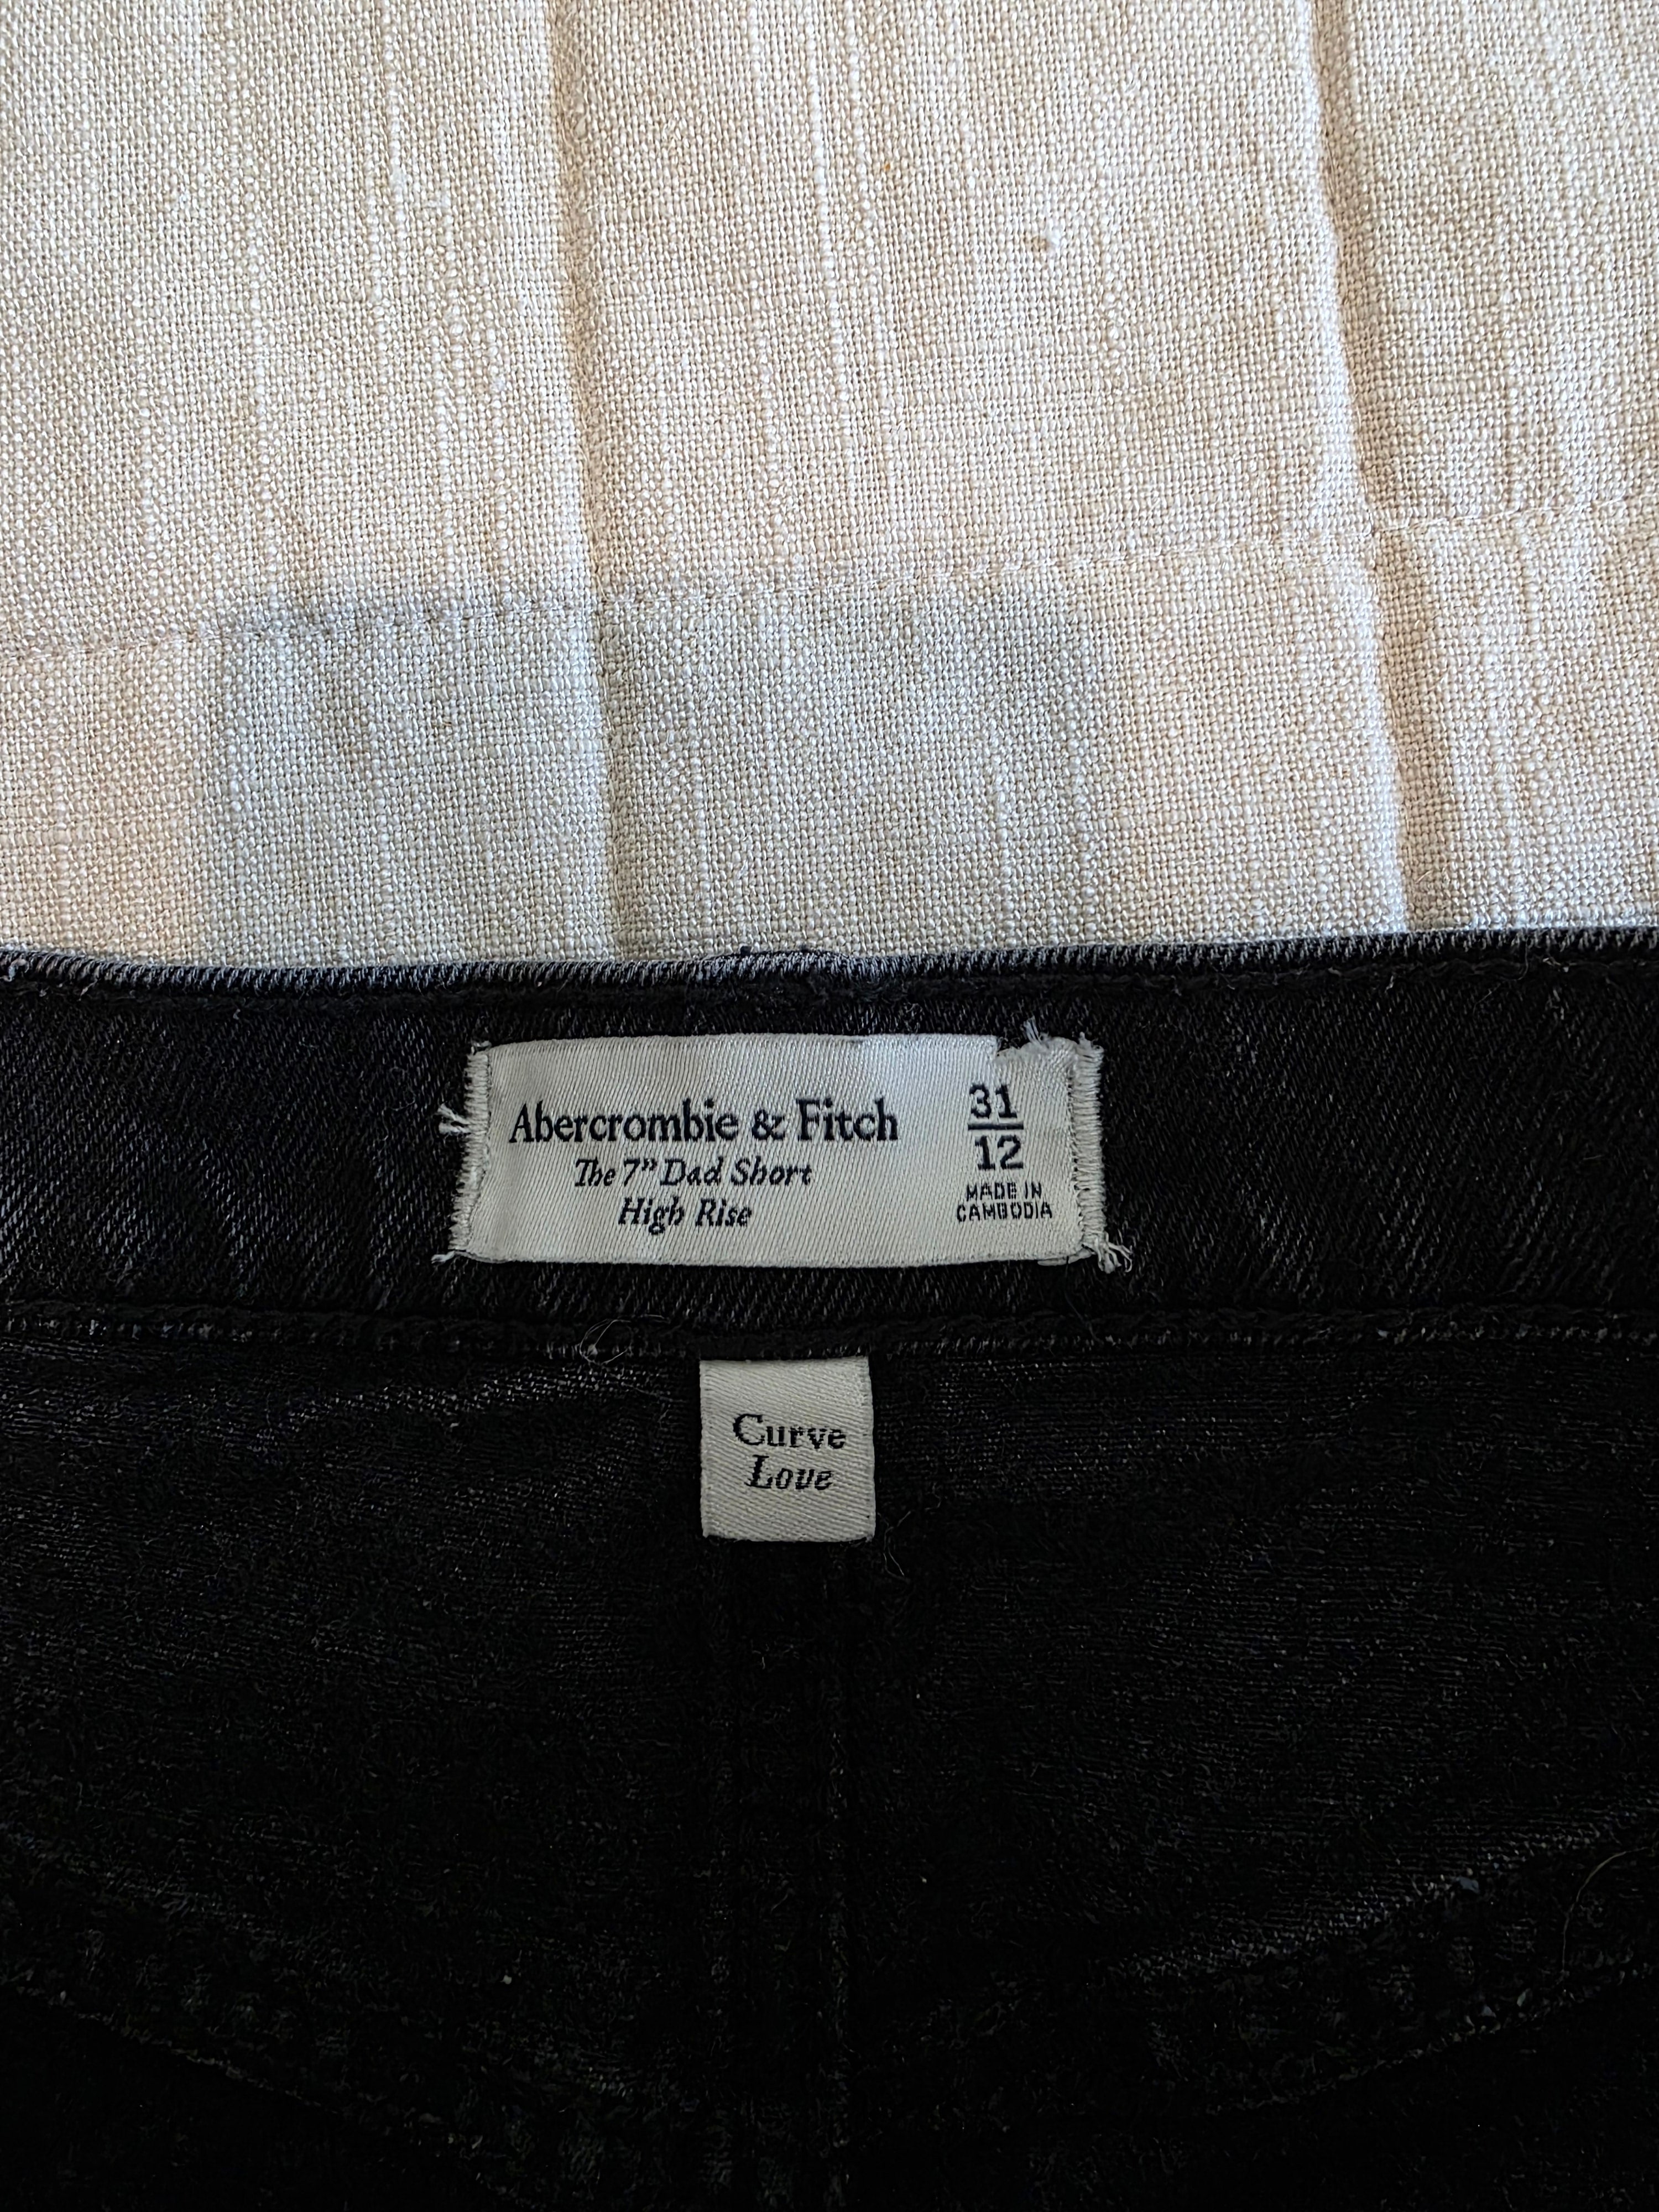 Abercrombie & Fitch
The 7” Dad Short
High Rise
31
12
MADE IN
CAMBODIA
Curve
Love